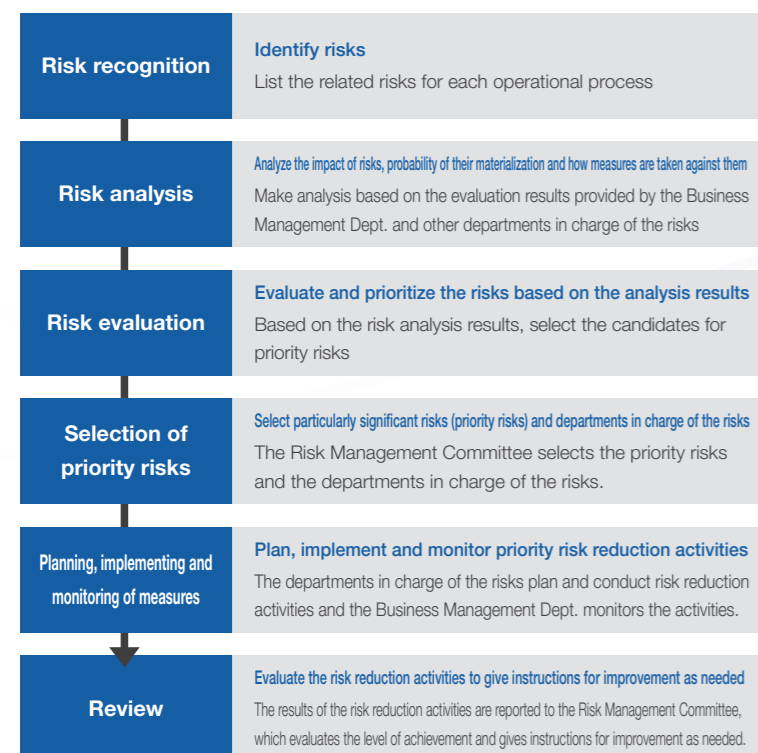 Risk recognition
Identify risks
List the related risks for each operational process
Risk analysis
Analyze the impact of risks, probability of their materialization and how measures are taken against them
Make analysis based on the evaluation results provided by the Business
Management Dept. and other departments in charge of the risks
Risk evaluation
Evaluate and prioritize the risks based on the analysis results
Based on the risk analysis results, select the candidates for
priority risks
Selection of
priority risks
Select particularly significant risks (priority risks) and departments in charge of the risks
The Risk Management Committee selects the priority risks
and the departments in charge of the risks.
Planning, implementing and
monitoring of measures
Plan, implement and monitor priority risk reduction activities
The departments in charge of the risks plan and conduct risk reduction
activities and the Business Management Dept. monitors the activities.
Review
Evaluate the risk reduction activities to give instructions for improvement as needed
The results of the risk reduction activities are reported to the Risk Management Committee,
which evaluates the level of achievement and gives instructions for improvement as needed.